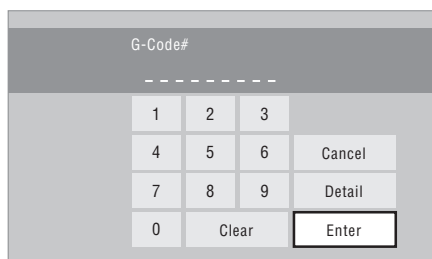 G-Code#
_ _ _ _ _ _ _ _ _
1 2 3
4 5 6 Cancel
7 8 9 Detail
0 Clear Enter